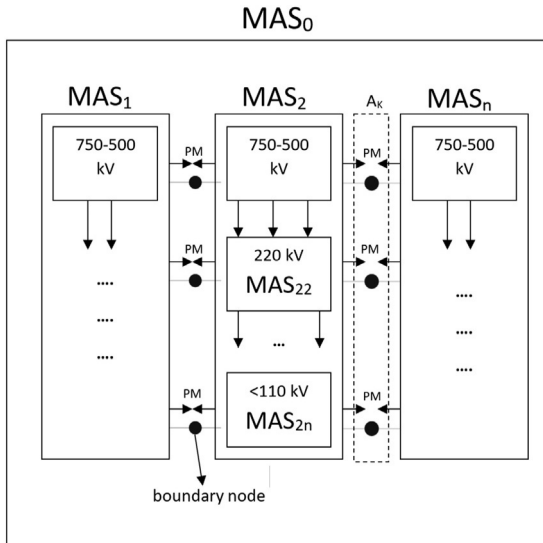 MAS₀
MAS₁
MAS₂
Aₖ
MASₙ
750-500
kV
PM
750-500
kV
PM
750-500
kV
PM
220 kV
MAS₂₂
PM
....
....
....
...
....
....
....
PM
<110 kV
MAS₂ₙ
PM
boundary node